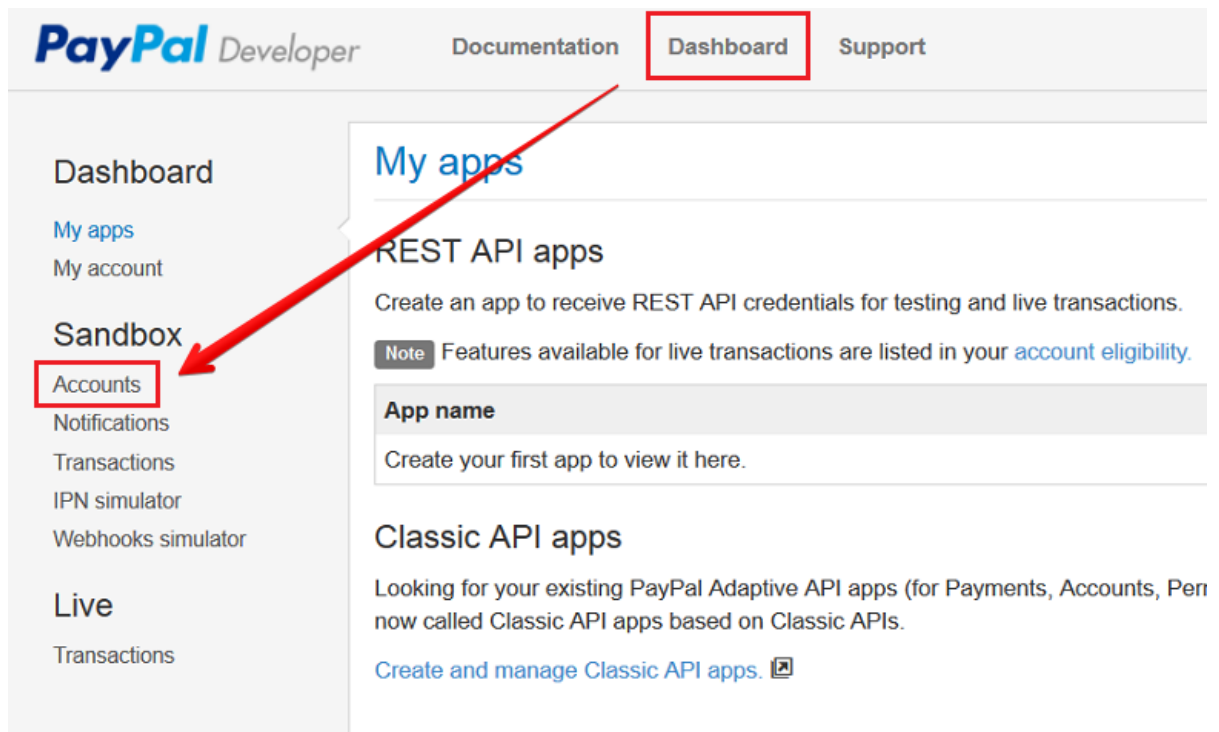 PayPal Developer
Documentation
Dashboard
Support
Dashboard
My apps
My account
Sandbox
Accounts
Notifications
Transactions
IPN simulator
Webhooks simulator
Live
Transactions
My apps
REST API apps
Create an app to receive REST API credentials for testing and live transactions.
Note Features available for live transactions are listed in your account eligibility.
App name
Create your first app to view it here.
Classic API apps
Looking for your existing PayPal Adaptive API apps (for Payments, Accounts,
now called Classic API apps based on Classic APIs.
Create and manage Classic API apps.